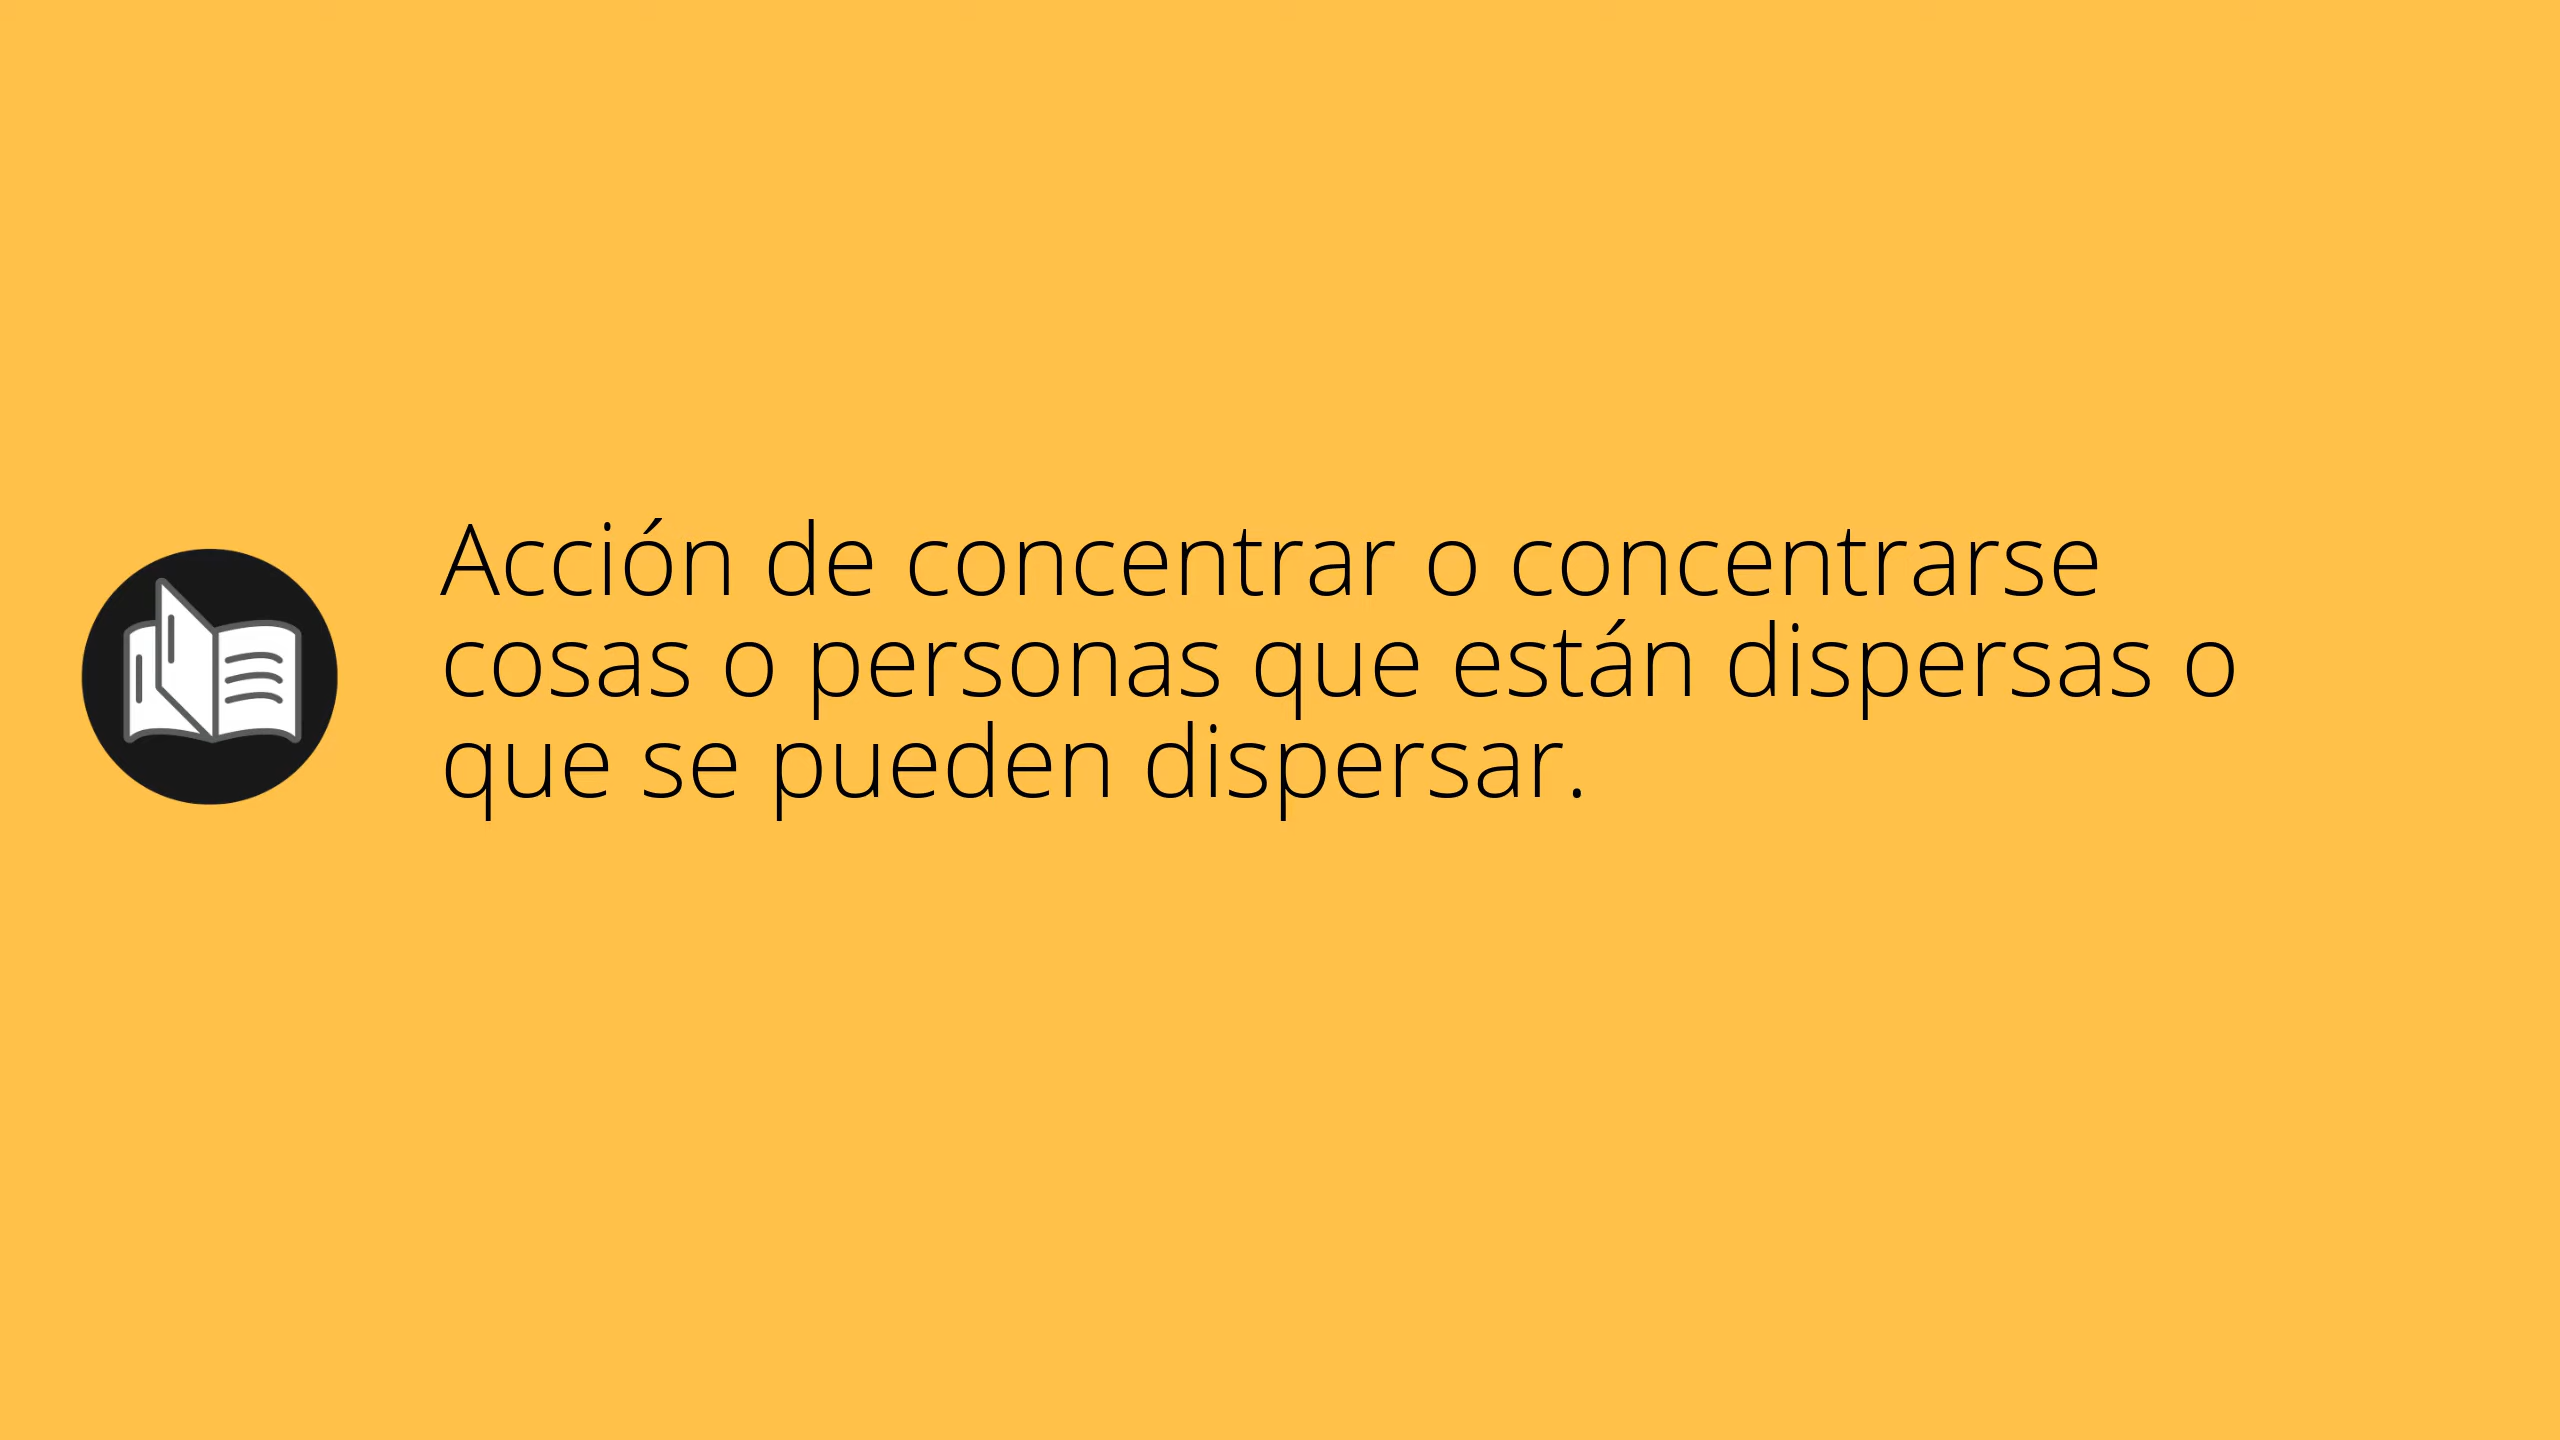 Acción de concentrar o concentrarse
cosas o personas que están dispersas o
que se pueden dispersar.